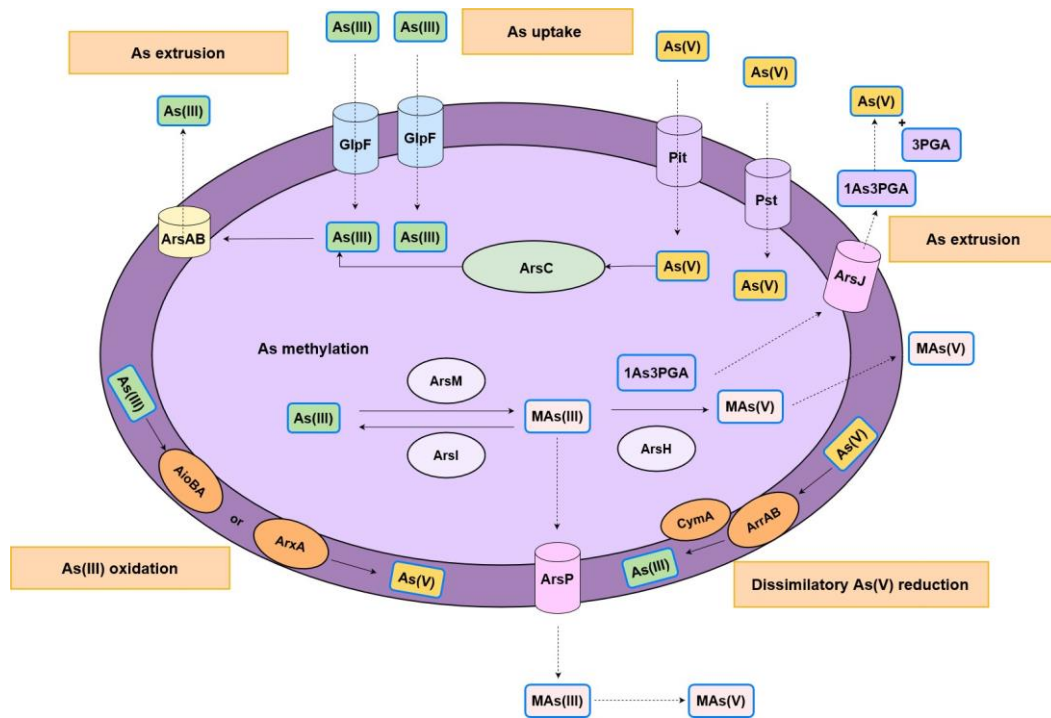 As(III)
As(III)
As uptake
As(V)
As extrusion
As(V)
As(V)
+
3PGA
As(III)
GlpF
GlpF
Pit
Pst
1As3PGA
ArsAB
As(III)
As(III)
ArsC
As(V)
As(V)
As extrusion
ArsJ
As methylation
MAs(V)
ArsM
1As3PGA
As(III)
As(III)
MAs(III)
MAs(V)
ArsI
ArsH
As(V)
AioBA
or
ArxA
CymA
ArrAB
As(III) oxidation
As(V)
ArsP
As(III)
Dissimilatory As(V) reduction
MAs(III)
MAs(V)